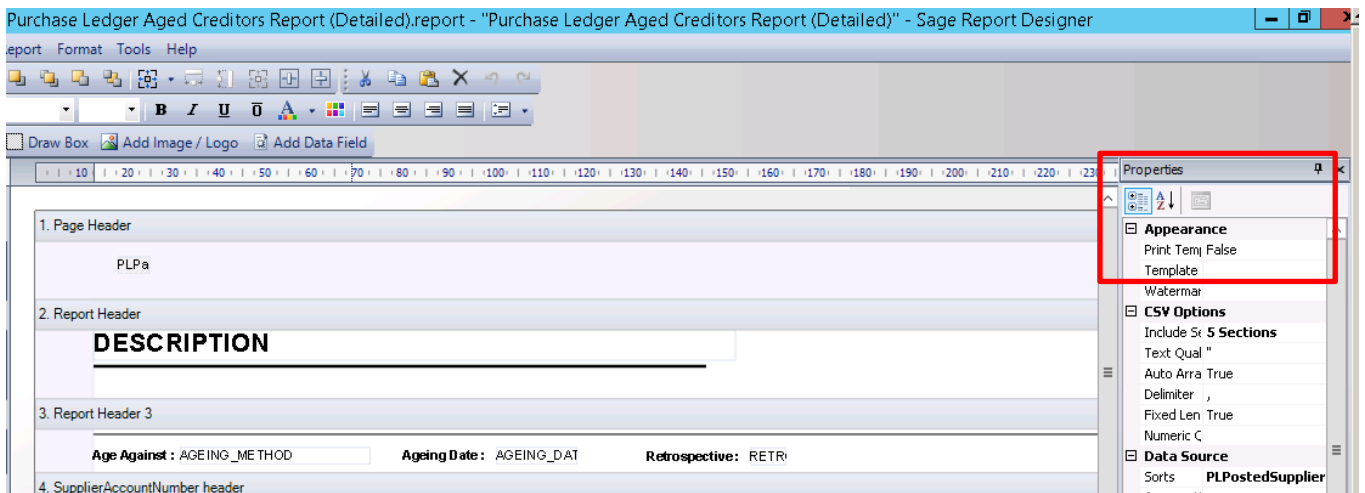 Purchase Ledger Aged Creditors Report (Detailed).report - "Purchase Ledger Aged Creditors Report (Detailed)" - Sage Report Designer
eport Format Tools Help
B I U O A
Draw Box Add Image / Logo Add Data Field
10 20 30 40 50 60 70 80 90 100 110 120 130 140 150 160 170 180 190 200 210 220 230
Properties
1. Page Header
Appearance
Print Temp False
PLPa
Template
Watermar
2. Report Header
CSV Options
DESCRIPTION
Include Se 5 Sections
Text Qual "
Auto Arra True
Delimiter ,
3. Report Header 3
Fixed Len True
Numeric C
Age Against : AGEING_METHOD Ageing Date : AGEING_DAT Retrospective: RETR
Data Source
Sorts PLPostedSupplier
4. SupplierAccountNumber header